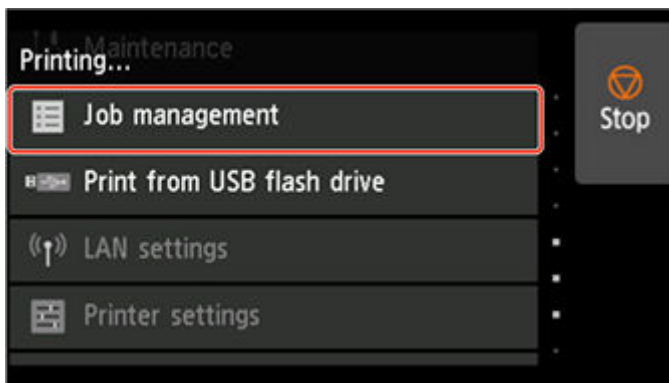 Maintenance
Printing...
Job management
Stop
Print from USB flash drive
LAN settings
Printer settings